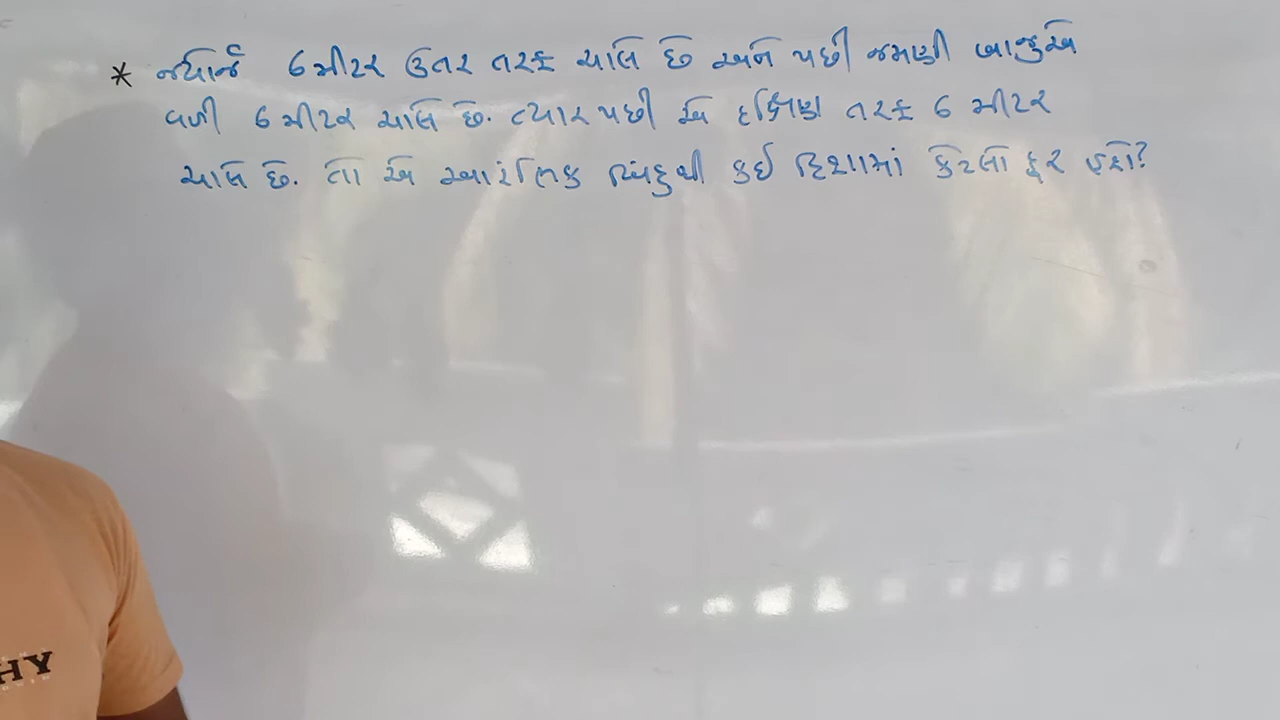 * જ્યોર્જ 6 મીટર ઉતર તરફ ચાલે છે અને પછી જમણી બાજુએ
વળી 6 મીટર ચાલે છે. ત્યાર પછી એ દક્ષિણ તરફ 6 મીટર
ચાલે છે. તો એ આરંભિક બિંદુથી કઈ દિશામાં કેટલો દૂર હશે?
HY